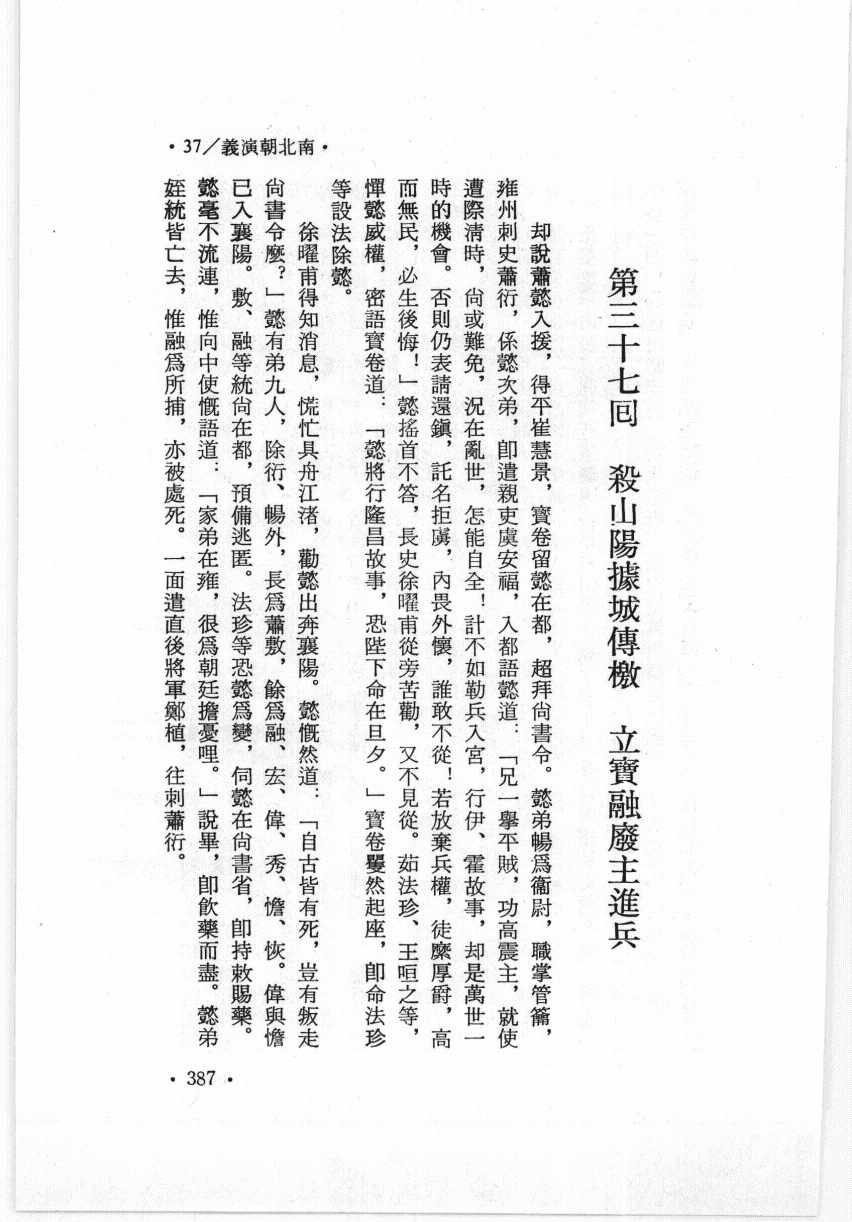 南北朝演義/37
第三十七回　殺山陽據城傳檄　立寶融廢主進兵
却說蕭懿入援，得平崔慧景，寶卷留懿在都，超拜尙書令。懿弟暢爲衞尉，職掌管籥，
雍州刺史蕭衍，係懿次弟，卽遣親吏虞安福，入都語懿道：「兄一舉平賊，功高震主，就使
遭際淸時，尙或難免，況在亂世，怎能自全！計不如勒兵入宮，行伊、霍故事，却是萬世一
時的機會。否則仍表請還鎭，託名拒虜，內畏外懷，誰敢不從！若放棄兵權，徒縻厚爵，高
而無民，必生後悔！」懿搖首不答，長史徐曜甫從旁苦勸，又不見從。茹法珍、王咺之等，
憚懿威權，密語寶卷道：「懿將行隆昌故事，恐陛下命在旦夕。」寶卷矍然起座，卽命法珍
等設法除懿。
徐曜甫得知消息，慌忙具舟江渚，勸懿出奔襄陽。懿慨然道：「自古皆有死，豈有叛走
尙書令麼？」懿有弟九人，除衍、暢外，長爲蕭敷，餘爲融、宏、偉、秀、憺、恢。偉與憺
已入襄陽。敷、融等統尙在都，預備逃匿。法珍等恐懿爲變，伺懿在尙書省，卽持敕賜藥。
懿毫不流連，惟向中使慨語道：「家弟在雍，很爲朝廷擔憂哩。」說畢，卽飮藥而盡。懿弟
姪統皆亡去，惟融爲所捕，亦被處死。一面遣直後將軍鄭植，往刺蕭衍。
• 387 •